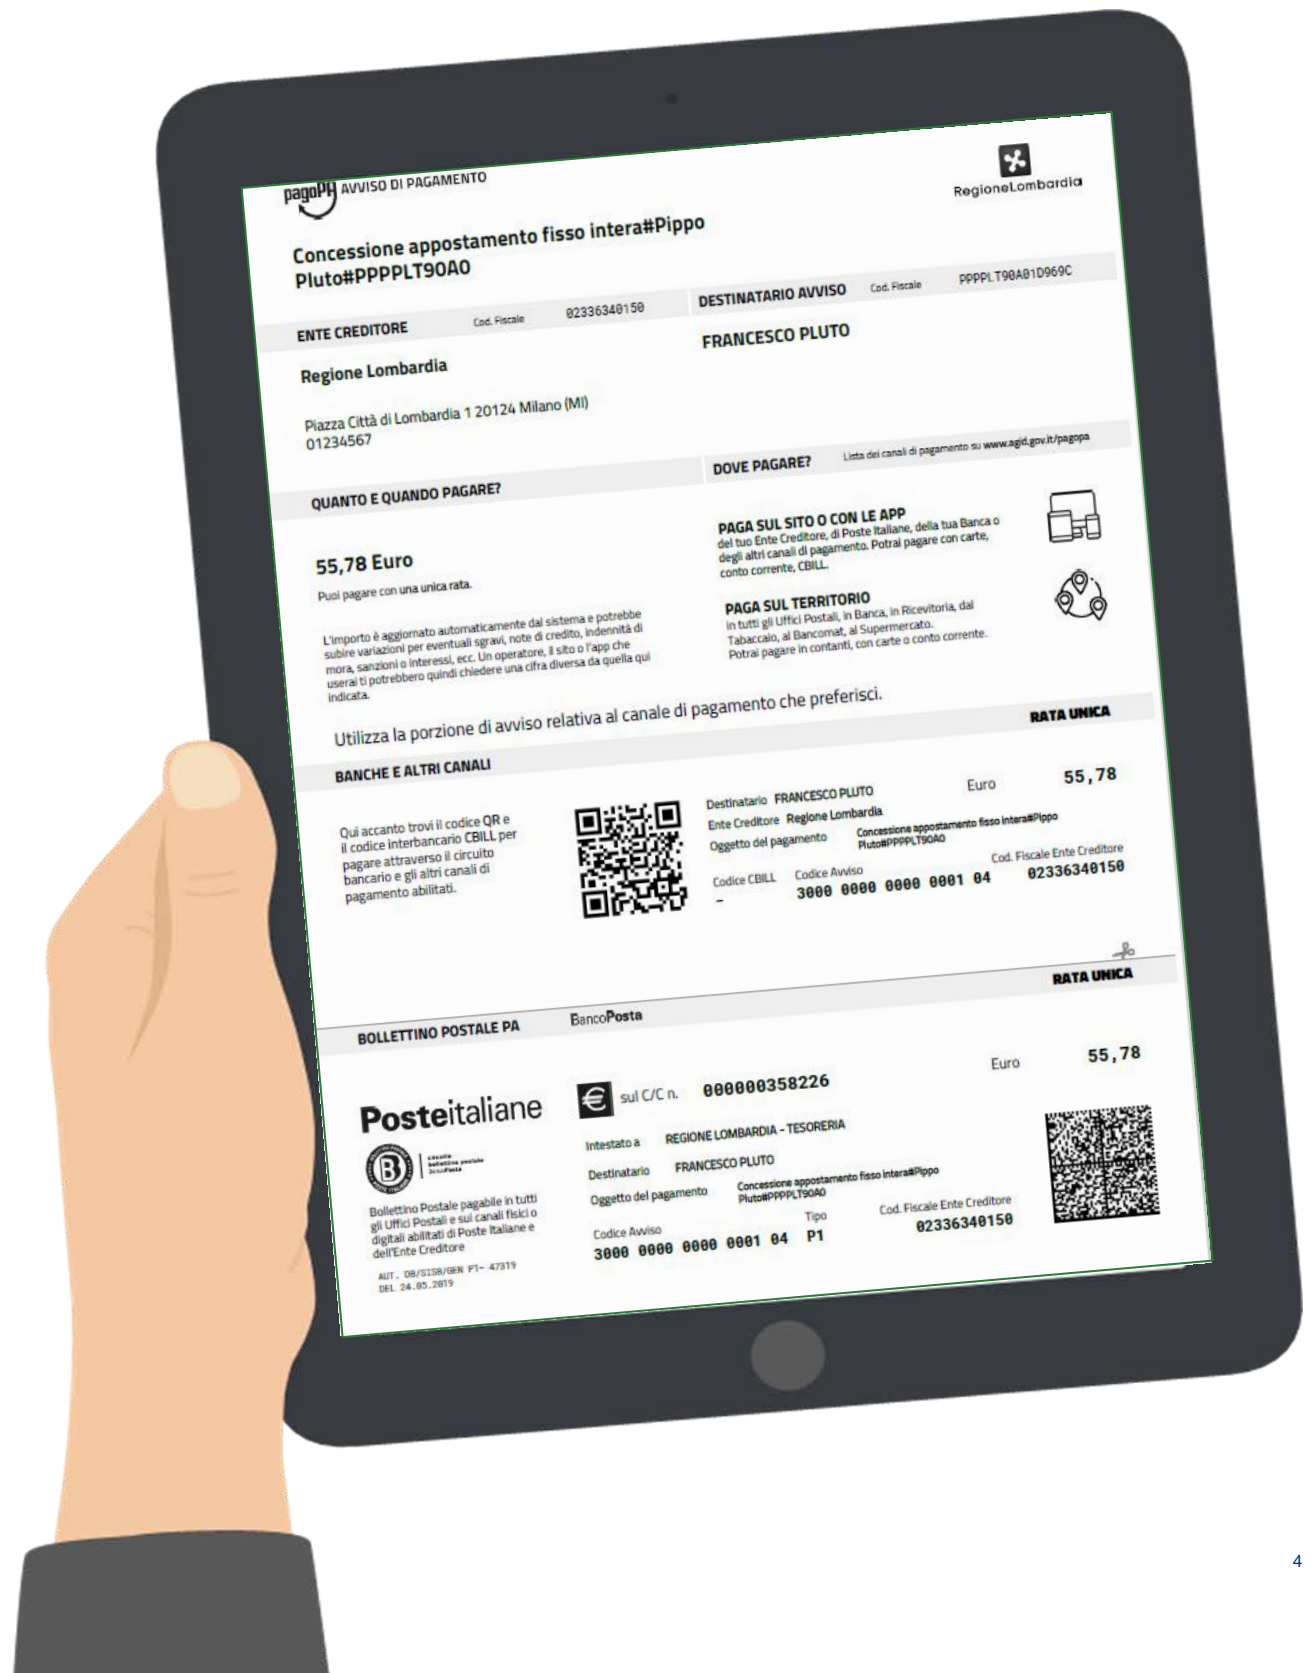 pagoPA AVVISO DI PAGAMENTO
RegioneLombardia
Concessione appostamento fisso intera#Pippo
Pluto#PPPPLT90A0
ENTE CREDITORE Cod. Fiscale 02336340150
DESTINATARIO AVVISO Cod. Fiscale PPPPLT90A01D969C
Regione Lombardia
FRANCESCO PLUTO
Piazza Città di Lombardia 1 20124 Milano (MI)
01234567
QUANTO E QUANDO PAGARE?
DOVE PAGARE? Lista dei canali di pagamento su www.agid.gov.it/pagopa
55,78 Euro
Puoi pagare con una unica rata.
L'importo è aggiornato automaticamente dal sistema e potrebbe
subire variazioni per eventuali sgravi, note di credito, indennità di
mora, sanzioni o interessi, ecc. Un operatore, il sito o l'app che
userai ti potrebbero quindi chiedere una cifra diversa da quella qui
indicata.
PAGA SUL SITO O CON LE APP
del tuo Ente Creditore, di Poste Italiane, della tua Banca o
degli altri canali di pagamento. Potrai pagare con carte,
conto corrente, CBILL.
PAGA SUL TERRITORIO
in tutti gli Uffici Postali, in Banca, in Ricevitoria, dal
Tabaccaio, al Bancomat, al Supermercato.
Potrai pagare in contanti, con carte o conto corrente.
Utilizza la porzione di avviso relativa al canale di pagamento che preferisci.
BANCHE E ALTRI CANALI
RATA UNICA
Qui accanto trovi il codice QR e
il codice interbancario CBILL per
pagare attraverso il circuito
bancario e gli altri canali di
pagamento abilitati.
Destinatario FRANCESCO PLUTO
Euro 55,78
Ente Creditore Regione Lombardia
Oggetto del pagamento Concessione appostamento fisso intera#Pippo
Pluto#PPPPLT90A0
Codice CBILL Codice Avviso Cod. Fiscale Ente Creditore
– 3000 0000 0000 0001 04 02336340150
BOLLETTINO POSTALE PA BancoPosta
RATA UNICA
Posteitaliane
€ sul C/C n. 000000358226
Euro 55,78
Intestato a REGIONE LOMBARDIA - TESORERIA
Destinatario FRANCESCO PLUTO
Oggetto del pagamento Concessione appostamento fisso intera#Pippo
Pluto#PPPPLT90A0
Codice Avviso Tipo Cod. Fiscale Ente Creditore
3000 0000 0000 0001 04 P1 02336340150
B
circuito
bollettino postale
BancoPosta
Bollettino Postale pagabile in tutti
gli Uffici Postali e sui canali fisici o
digitali abilitati di Poste Italiane e
dell'Ente Creditore
AUT. DB/SISB/GEN P1- 47319
DEL 24.05.2019
4